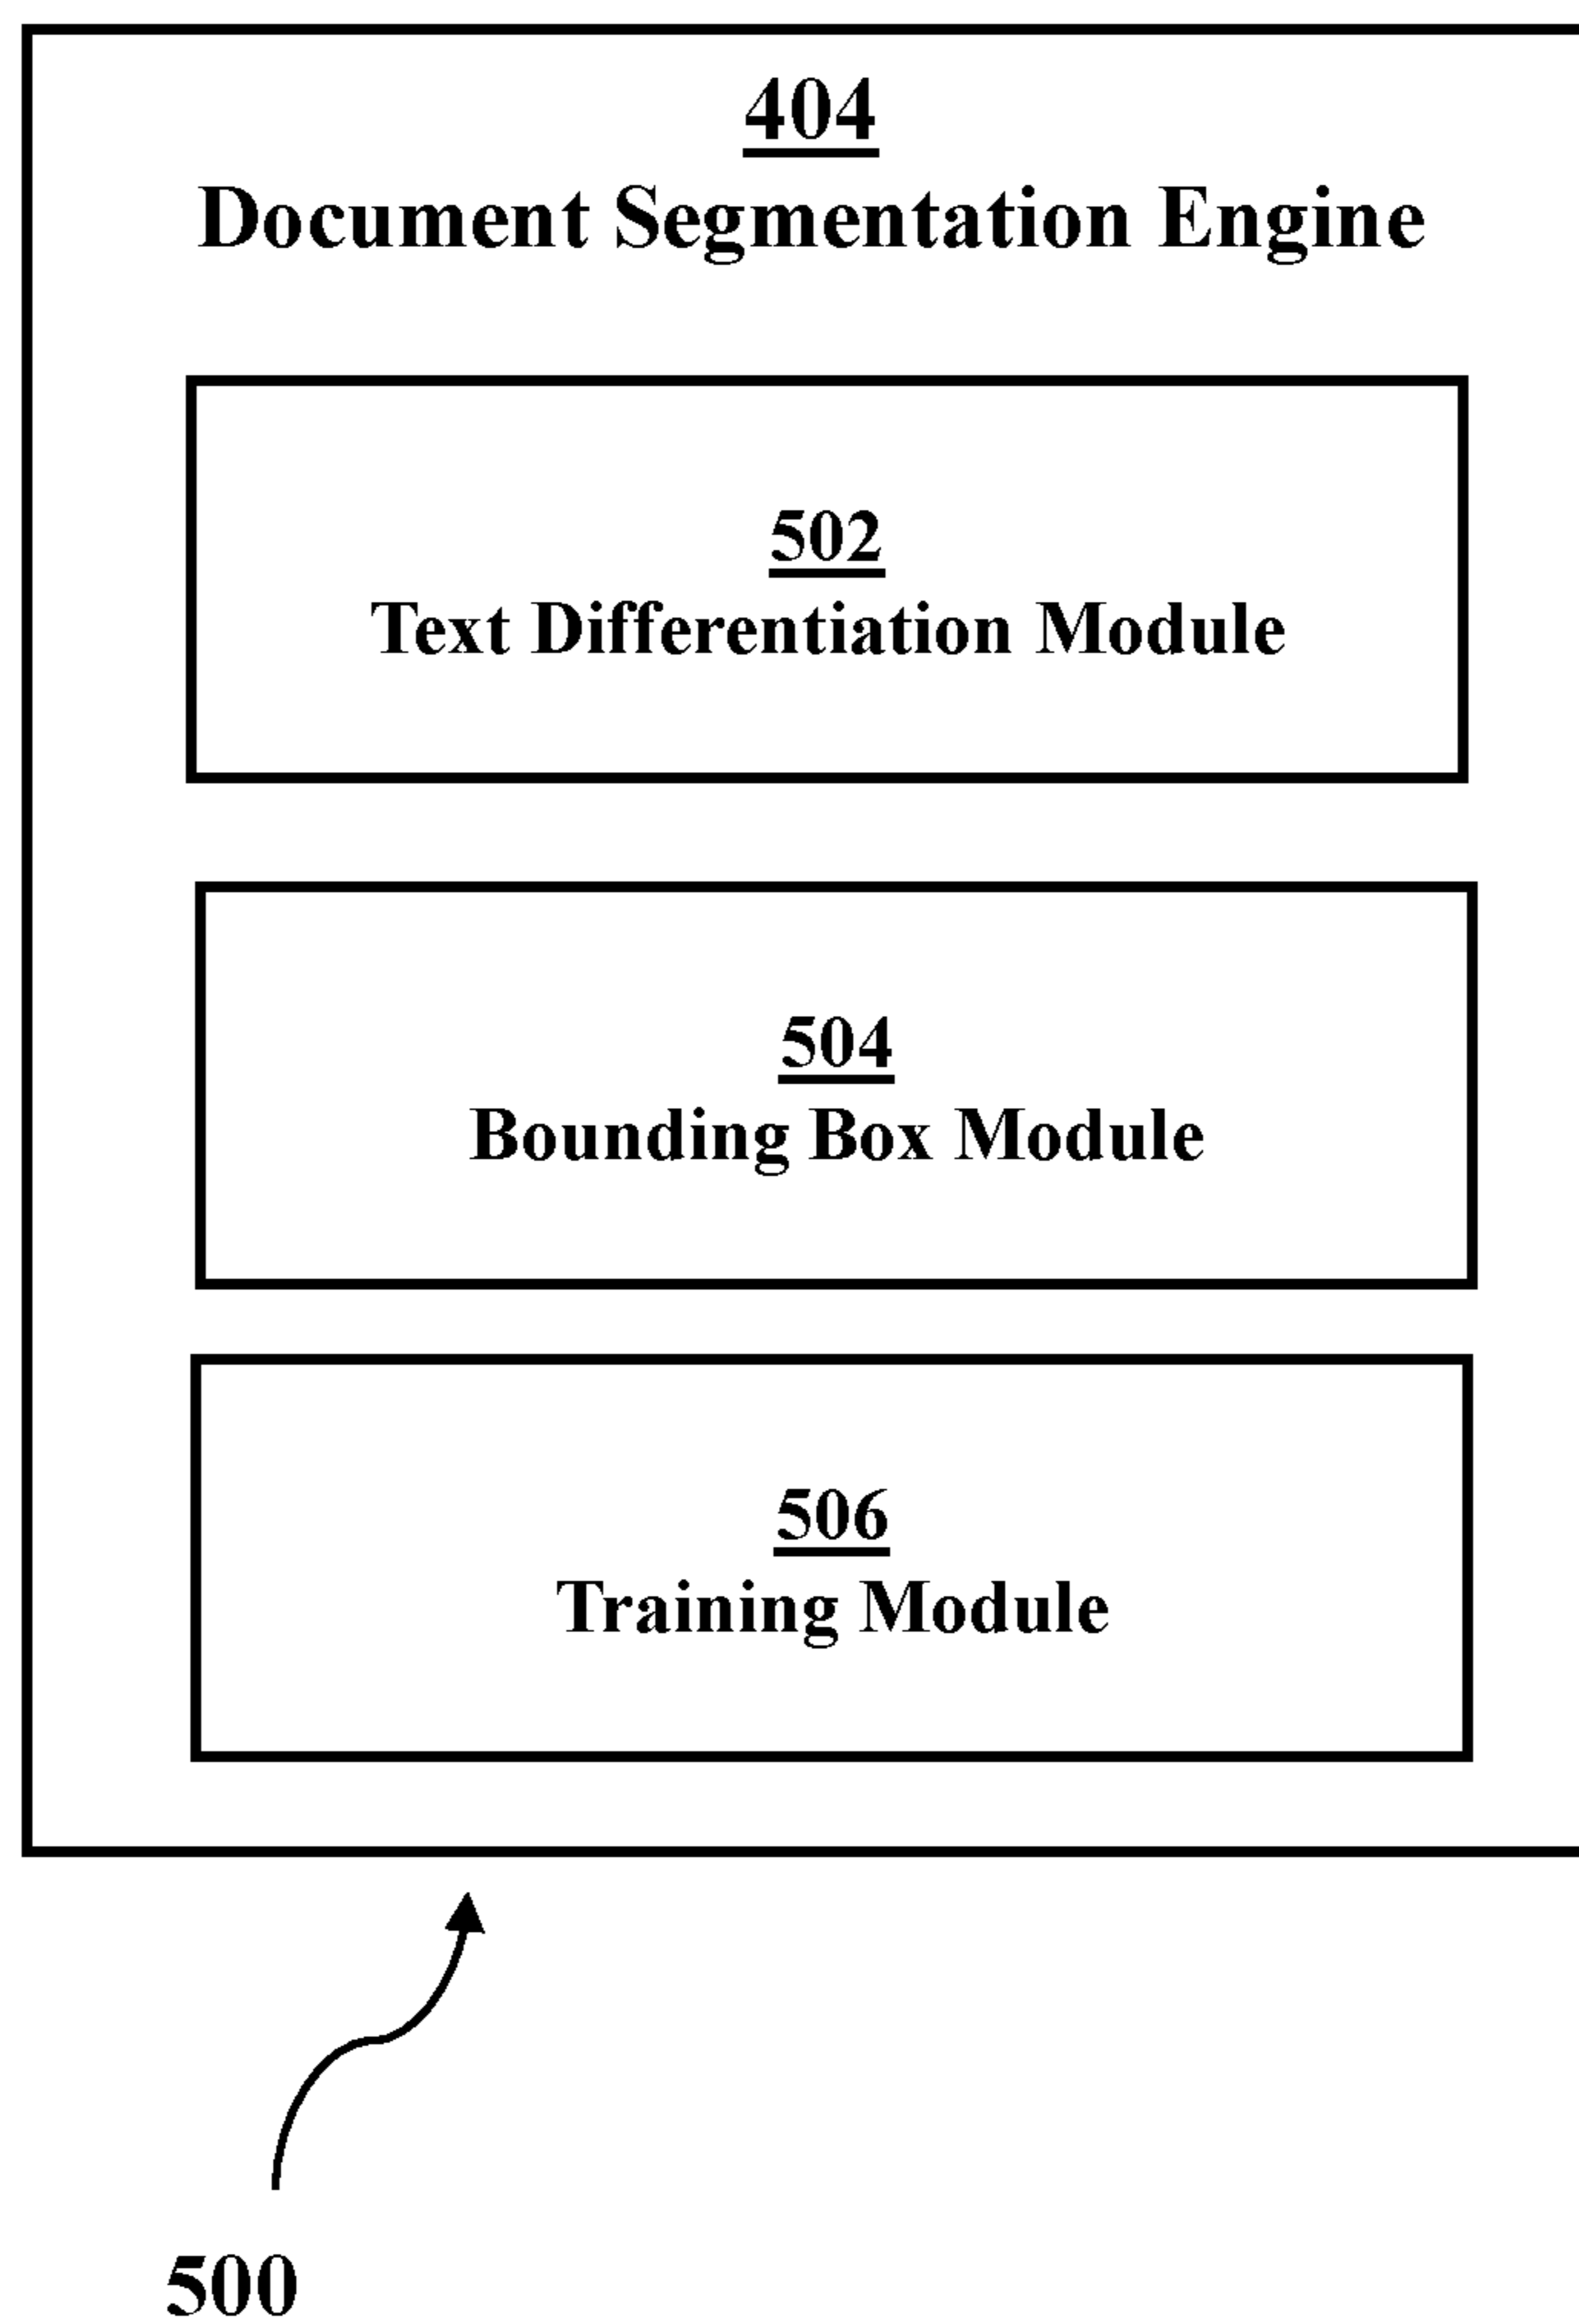 404
Document Segmentation Engine
502
Text Differentiation Module
504
Bounding Box Module
506
Training Module
500